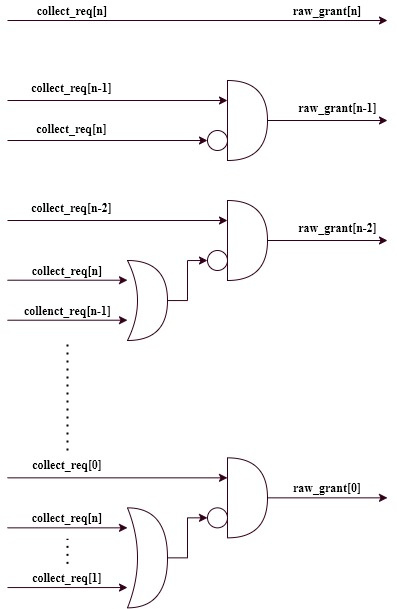 collect_req[n] raw_grant[n]
collect_req[n-1]
raw_grant[n-1]
collect_req[n]
collect_req[n-2]
raw_grant[n-2]
collect_req[n]
collenct_req[n-1]
collect_req[0]
raw_grant[0]
collect_req[n]
collect_req[1]